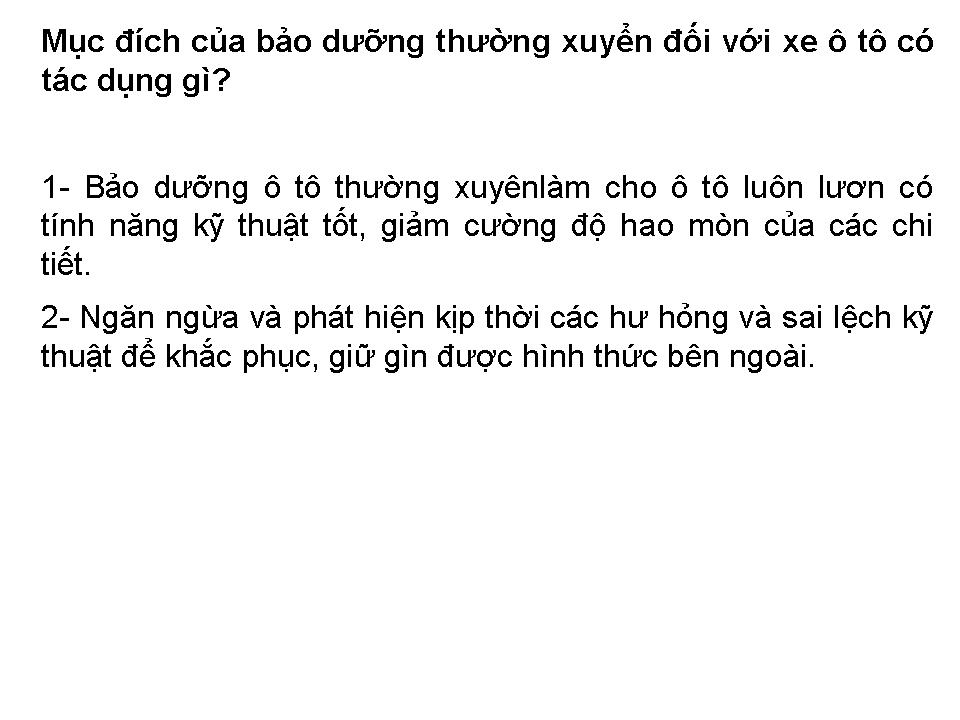 Mục đích của bảo dưỡng thường xuyển đối với xe ô tô có
tác dụng gì?
1- Bảo dưỡng ô tô thường xuyênlàm cho ô tô luôn lươn có
tính năng kỹ thuật tốt, giảm cường độ hao mòn của các chi
tiết.
2- Ngăn ngừa và phát hiện kịp thời các hư hỏng và sai lệch kỹ
thuật để khắc phục, giữ gìn được hình thức bên ngoài.